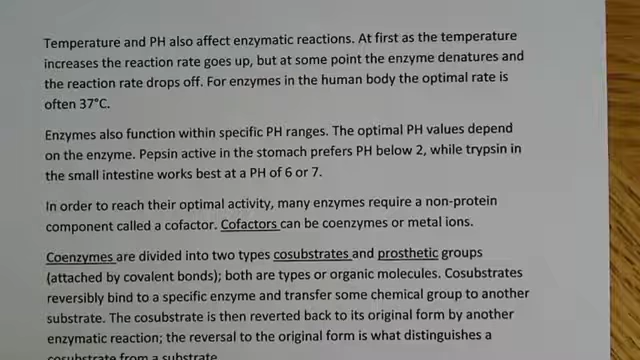 Temperature and PH also affect enzymatic reactions. At first as the temperature
increases the reaction rate goes up, but at some point the enzyme denatures and
the reaction rate drops off. For enzymes in the human body the optimal rate is
often 37°C.
Enzymes also function within specific PH ranges. The optimal PH values depend
on the enzyme. Pepsin active in the stomach prefers PH below 2, while trypsin in
the small intestine works best at a PH of 6 or 7.
In order to reach their optimal activity, many enzymes require a non-protein
component called a cofactor. Cofactors can be coenzymes or metal ions.
Coenzymes are divided into two types cosubstrates and prosthetic groups
(attached by covalent bonds); both are types or organic molecules. Cosubstrates
reversibly bind to a specific enzyme and transfer some chemical group to another
substrate. The cosubstrate is then reverted back to its original form by another
enzymatic reaction; the reversal to the original form is what distinguishes a
cosubstrate from a substrate.